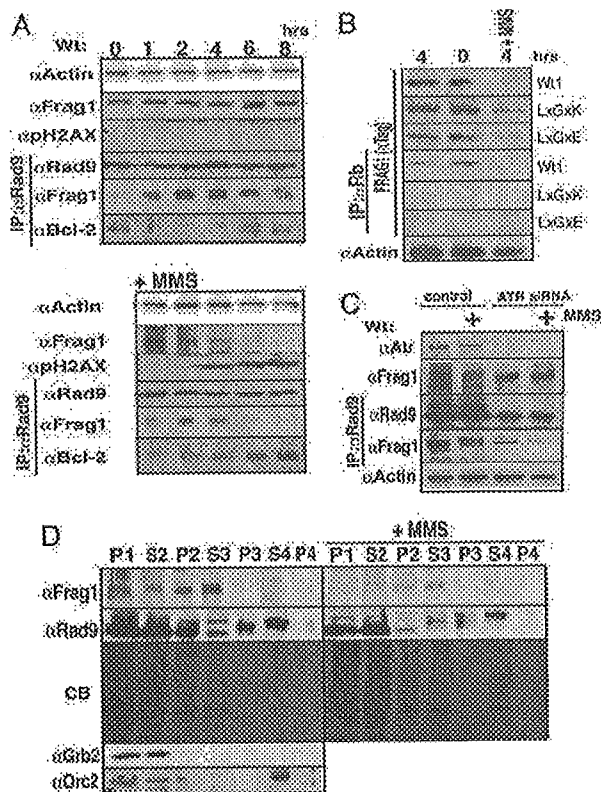 A
Wt:
0 1 2 4 6 8 hrs
αActin
αFrag1
αpH2AX
IP:αRad9
αRad9
αFrag1
αBcl-2
+ MMS
αActin
αFrag1
αpH2AX
IP:αRad9
αRad9
αFrag1
αBcl-2
B
4 0 4 hrs
+
Wt1
LxGxK
LxGxE
Wt1
LxGxK
LxGxE
IP:αRb
αActin
C
control ATR siRNA
Wt: + + MMS
αAtr
αFrag1
IP:αRad9
αRad9
αFrag1
αActin
D
+ MMS
P1 S2 P2 S3 P3 S4 P4 P1 S2 P2 S3 P3 S4 P4
αFrag1
αRad9
CB
αGrb2
αOrc2